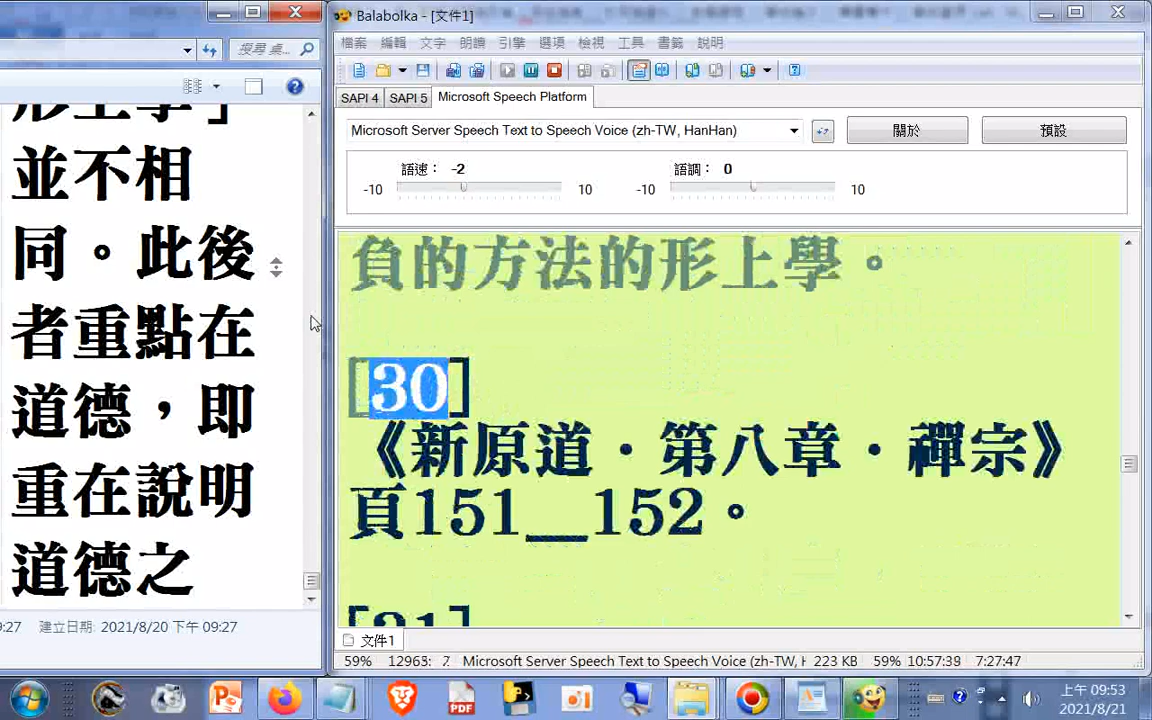 Balabolka - [文件1]
搜尋 桌...
檔案 編輯 文字 朗讀 引擎 選項 檢視 工具 書籤 說明
SAPI 4 SAPI 5 Microsoft Speech Platform
Microsoft Server Speech Text to Speech Voice (zh-TW, HanHan)
關於
預設
語速： -2
語調： 0
-10 10
-10 10
形上學」
並不相
同。此後
者重點在
道德，即
重在說明
道德之
負的方法的形上學。
[30]
《新原道．第八章．禪宗》
頁151__152。
[31]
:27 建立日期: 2021/8/20 下午 09:27
文件1
59% 12963: 7 Microsoft Server Speech Text to Speech Voice (zh-TW, H 223 KB 59% 10:57:38 7:27:47
PDF
上午 09:53
2021/8/21